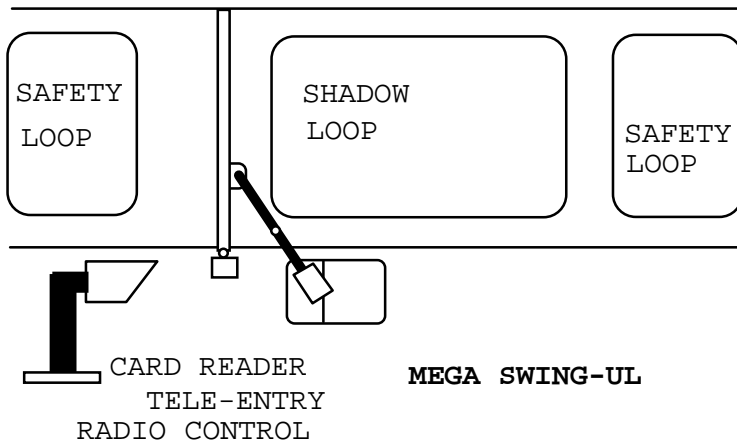 SAFETY
LOOP
SHADOW
LOOP
SAFETY
LOOP
CARD READER
TELE-ENTRY
RADIO CONTROL
MEGA SWING-UL